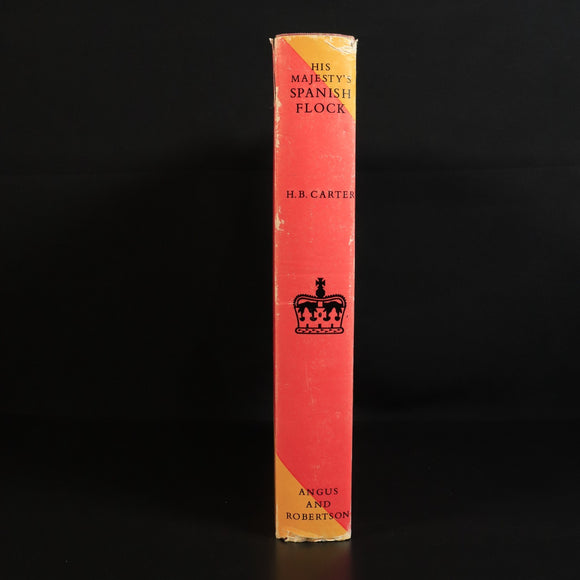 HIS
MAJESTY'S
SPANISH
FLOCK
H. B. CARTER
ANGUS
AND
ROBERTSON